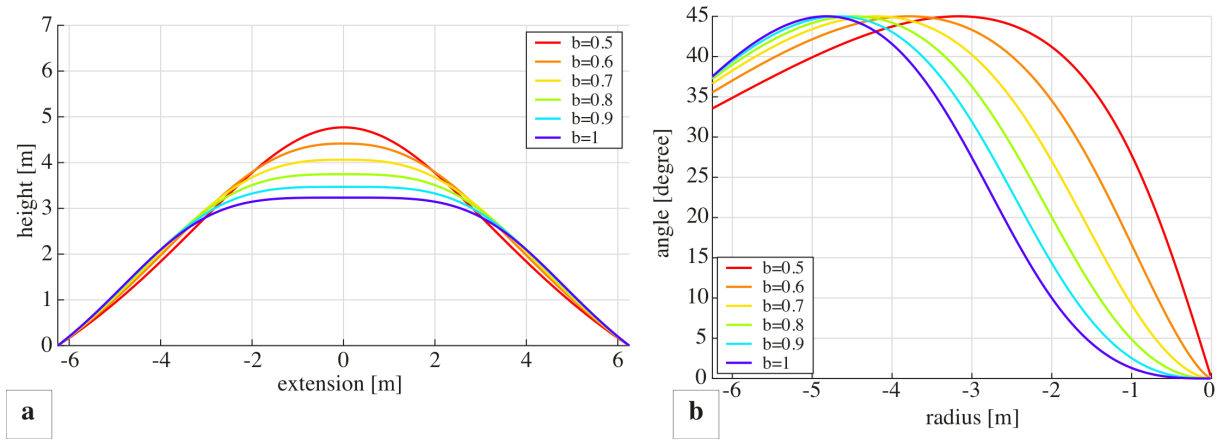 7
6
5
4
3
2
1
0
height [m]
-6 -4 -2 0 2 4 6
extension [m]
b=0.5
b=0.6
b=0.7
b=0.8
b=0.9
b=1
a
45
40
35
30
25
20
15
10
5
0
angle [degree]
-6 -5 -4 -3 -2 -1 0
radius [m]
b=0.5
b=0.6
b=0.7
b=0.8
b=0.9
b=1
b